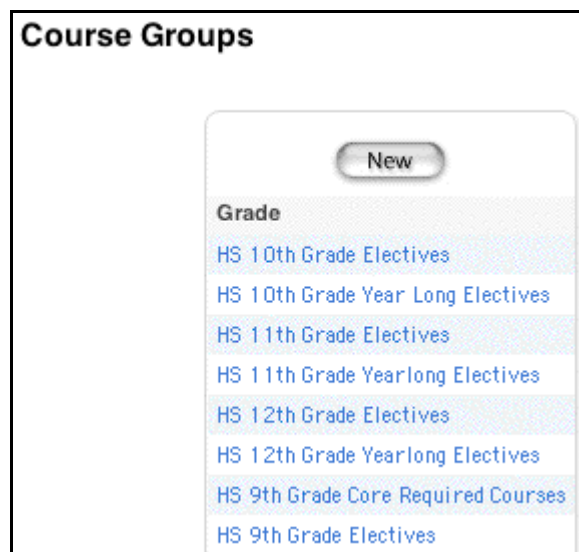 Course Groups
New
Grade
HS 10th Grade Electives
HS 10th Grade Year Long Electives
HS 11th Grade Electives
HS 11th Grade Yearlong Electives
HS 12th Grade Electives
HS 12th Grade Yearlong Electives
HS 9th Grade Core Required Courses
HS 9th Grade Electives